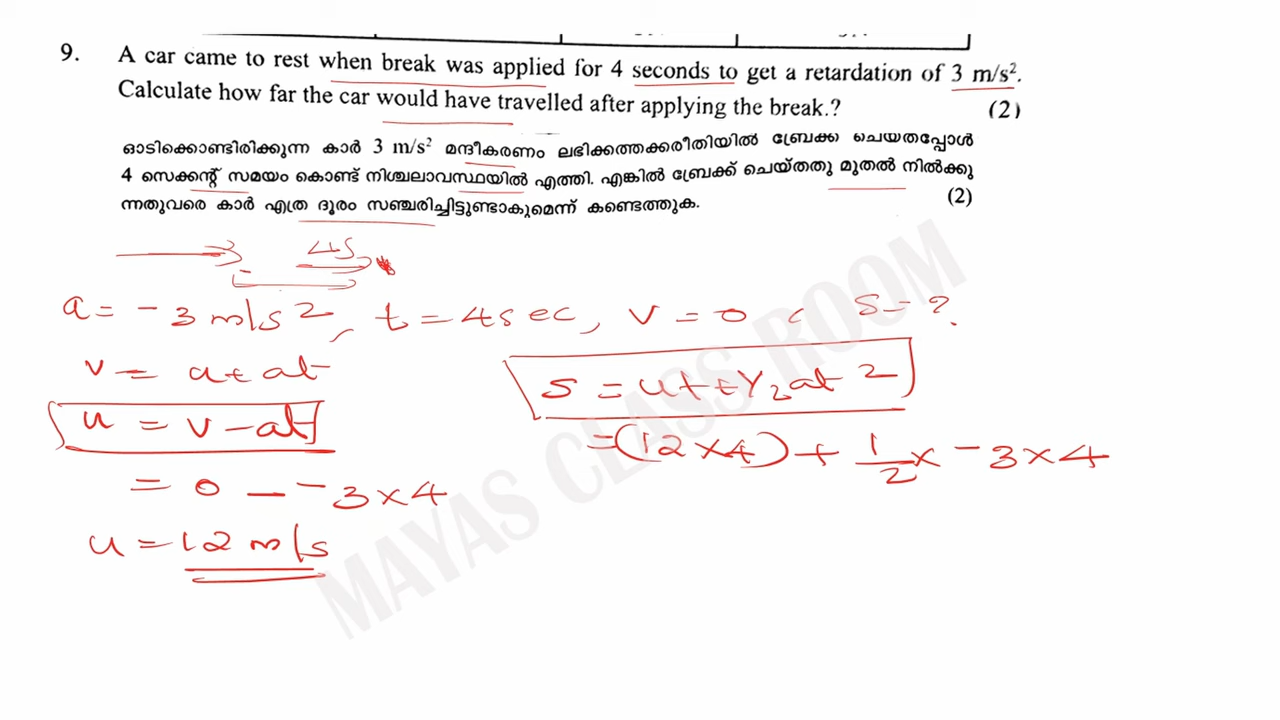 9. A car came to rest when break was applied for 4 seconds to get a retardation of 3 m/s².
Calculate how far the car would have travelled after applying the break.? (2)
ഓടിക്കൊണ്ടിരിക്കുന്ന കാർ 3 m/s² മന്ദീകരണം ലഭിക്കത്തക്കരീതിയിൽ ബ്രേക്ക ചെയതപ്പോൾ
4 സെക്കന്റ് സമയം കൊണ്ട് നിശ്ചലാവസ്ഥയിൽ എത്തി. എങ്കിൽ ബ്രേക്ക് ചെയ്തതു മുതൽ നിൽക്കു
ന്നതുവരെ കാർ എത്ര ദൂരം സഞ്ചരിച്ചിട്ടുണ്ടാകുമെന്ന് കണ്ടെത്തുക. (2)
4s
a = -3 m/s2, t = 4sec, v = 0 S = ?
v = u + at
u = v - at
= 0 - -3 x 4
u = 12 m/s
S = ut + 1/2 at 2
= (12 x 4) + 1/2 x -3 x 4
MAYAS CLASS ROOM